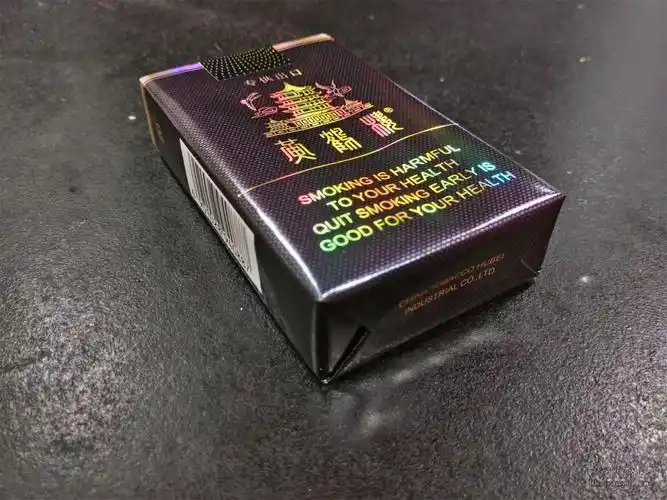 专供出口
黄鹤楼®
SMOKING IS HARMFUL
TO YOUR HEALTH
QUIT SMOKING EARLY IS
GOOD FOR YOUR HEALTH
CHINA TOBACCO HUBEI
INDUSTRIAL CO., LTD.